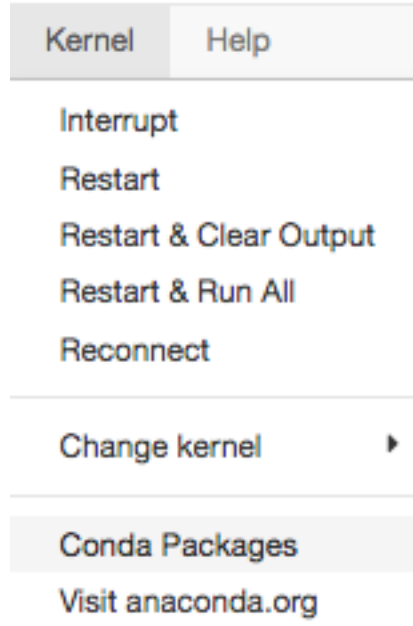 Kernel Help
Interrupt
Restart
Restart & Clear Output
Restart & Run All
Reconnect
Change kernel
Conda Packages
Visit anaconda.org